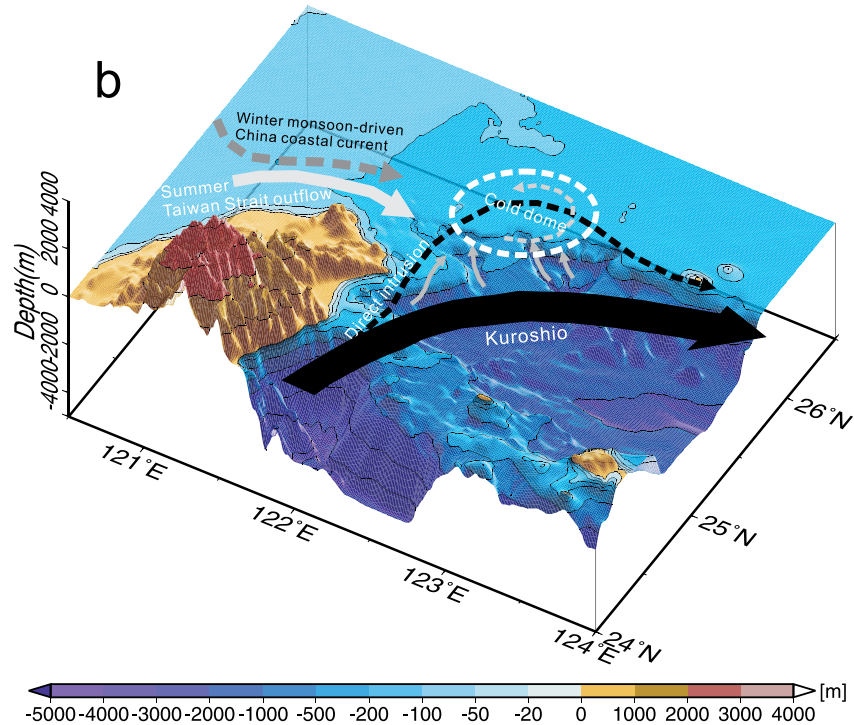 b
Winter monsoon-driven
China coastal current
Summer
Taiwan Strait outflow
Cold dome
Direct intrusion
Kuroshio
Depth(m)
4000
2000
0
-2000
-4000
121°E
122°E
123°E
124°E
24°N
25°N
26°N
-5000 -4000 -3000 -2000 -1000 -500 -200 -100 -50 -20 0 1000 2000 3000 4000 [m]